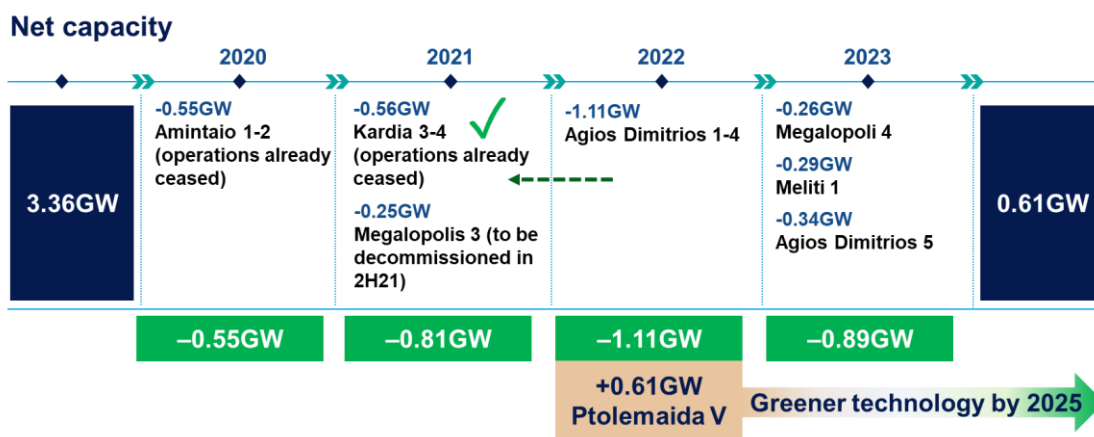 Net capacity
2020
2021
2022
2023
3.36GW
-0.55GW
Amintaio 1-2
(operations already
ceased)
-0.56GW
Kardia 3-4
(operations already
ceased)
-0.25GW
Megalopolis 3 (to be
decommissioned in
2H21)
-1.11GW
Agios Dimitrios 1-4
-0.26GW
Megalopoli 4
-0.29GW
Meliti 1
-0.34GW
Agios Dimitrios 5
0.61GW
–0.55GW
–0.81GW
–1.11GW
–0.89GW
+0.61GW
Ptolemaida V
Greener technology by 2025